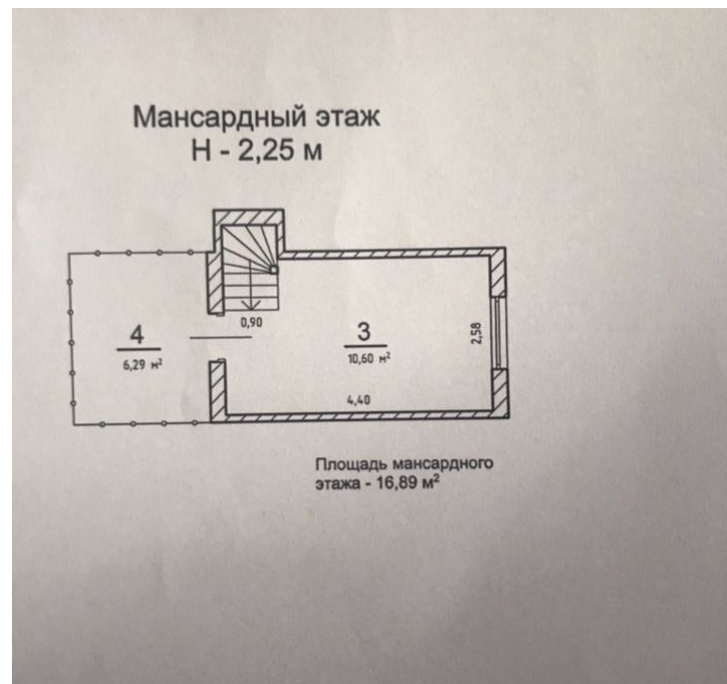 Мансардный этаж
Н - 2,25 м
4
6,29 м²
0,90
3
10,60 м²
2,58
4,40
Площадь мансардного
этажа - 16,89 м²